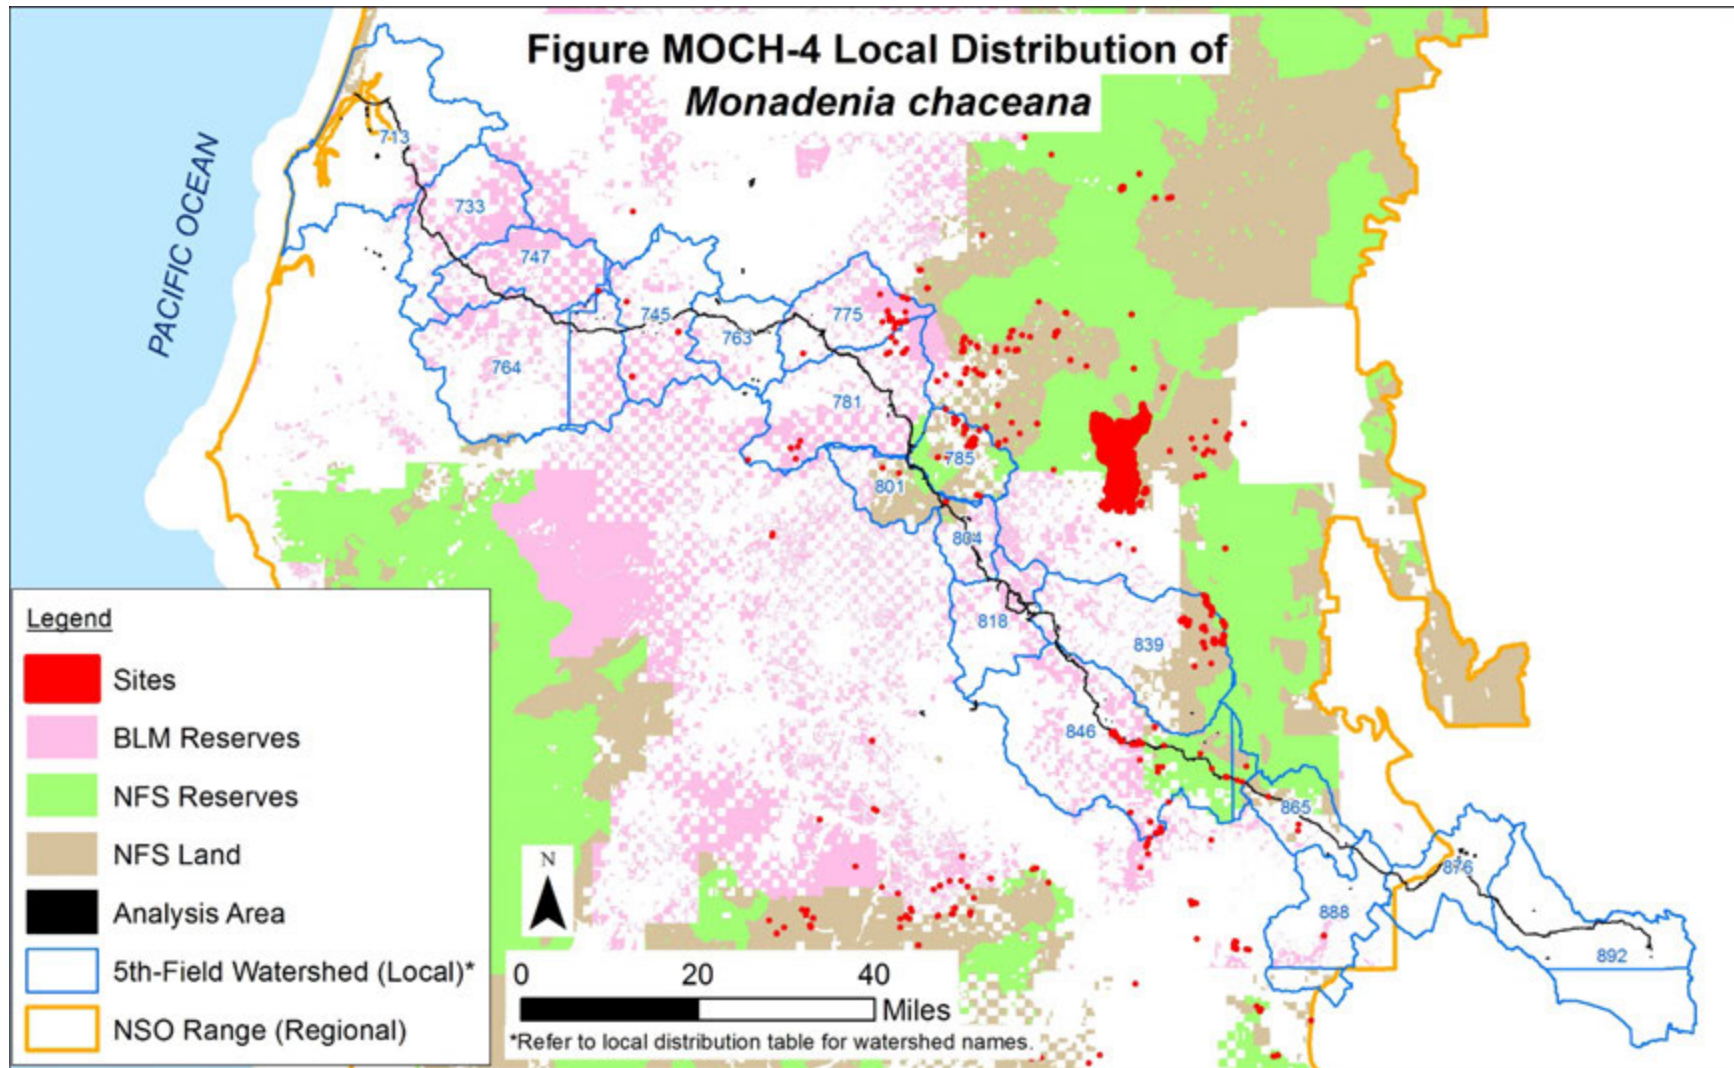 Figure MOCH-4 Local Distribution of
Monadenia chaceana
PACIFIC OCEAN
713
733
747
745
775
763
764
781
785
801
804
818
839
846
865
876
888
892
Legend
Sites
BLM Reserves
NFS Reserves
NFS Land
Analysis Area
5th-Field Watershed (Local)*
NSO Range (Regional)
N
0 20 40
Miles
*Refer to local distribution table for watershed names.